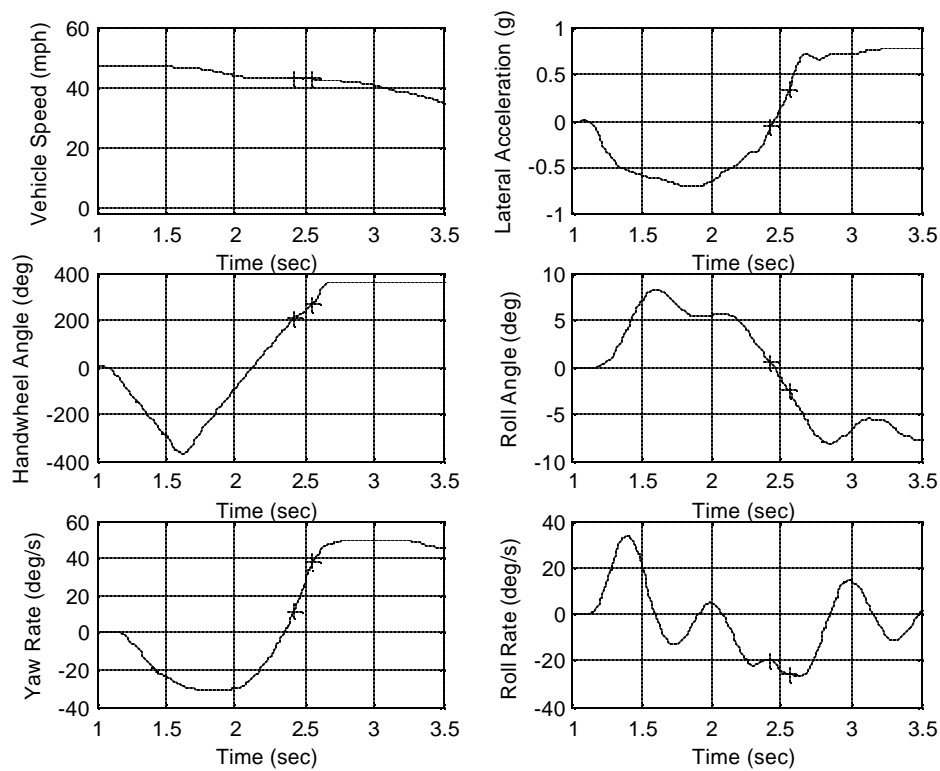 Vehicle Speed (mph)
60
40
20
0
1 1.5 2 2.5 3 3.5
Time (sec)
Lateral Acceleration (g)
1
0.5
0
-0.5
-1
1 1.5 2 2.5 3 3.5
Time (sec)
Handwheel Angle (deg)
400
200
0
-200
-400
1 1.5 2 2.5 3 3.5
Time (sec)
Roll Angle (deg)
10
5
0
-5
-10
1 1.5 2 2.5 3 3.5
Time (sec)
Yaw Rate (deg/s)
60
40
20
0
-20
-40
1 1.5 2 2.5 3 3.5
Time (sec)
Roll Rate (deg/s)
40
20
0
-20
-40
1 1.5 2 2.5 3 3.5
Time (sec)